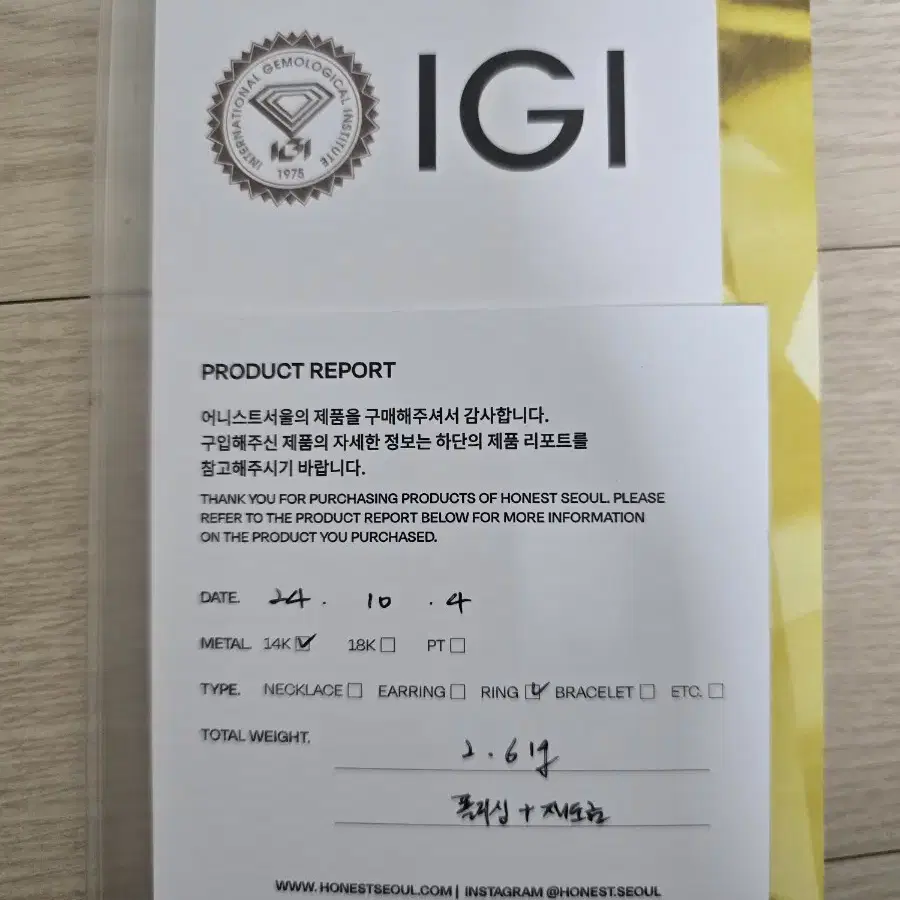 INTERNATIONAL GEMOLOGICAL INSTITUTE
IGI
1975
IGI
PRODUCT REPORT
어니스트서울의 제품을 구매해주셔서 감사합니다.
구입해주신 제품의 자세한 정보는 하단의 제품 리포트를
참고해주시기 바랍니다.
THANK YOU FOR PURCHASING PRODUCTS OF HONEST SEOUL. PLEASE
REFER TO THE PRODUCT REPORT BELOW FOR MORE INFORMATION
ON THE PRODUCT YOU PURCHASED.
DATE. 24. 10. 4
METAL 14K 18K PT
TYPE. NECKLACE EARRING RING BRACELET ETC.
TOTAL WEIGHT.
2.61g
폴리싱 + 재도금
WWW.HONESTSEOUL.COM | INSTAGRAM @HONEST.SEOUL